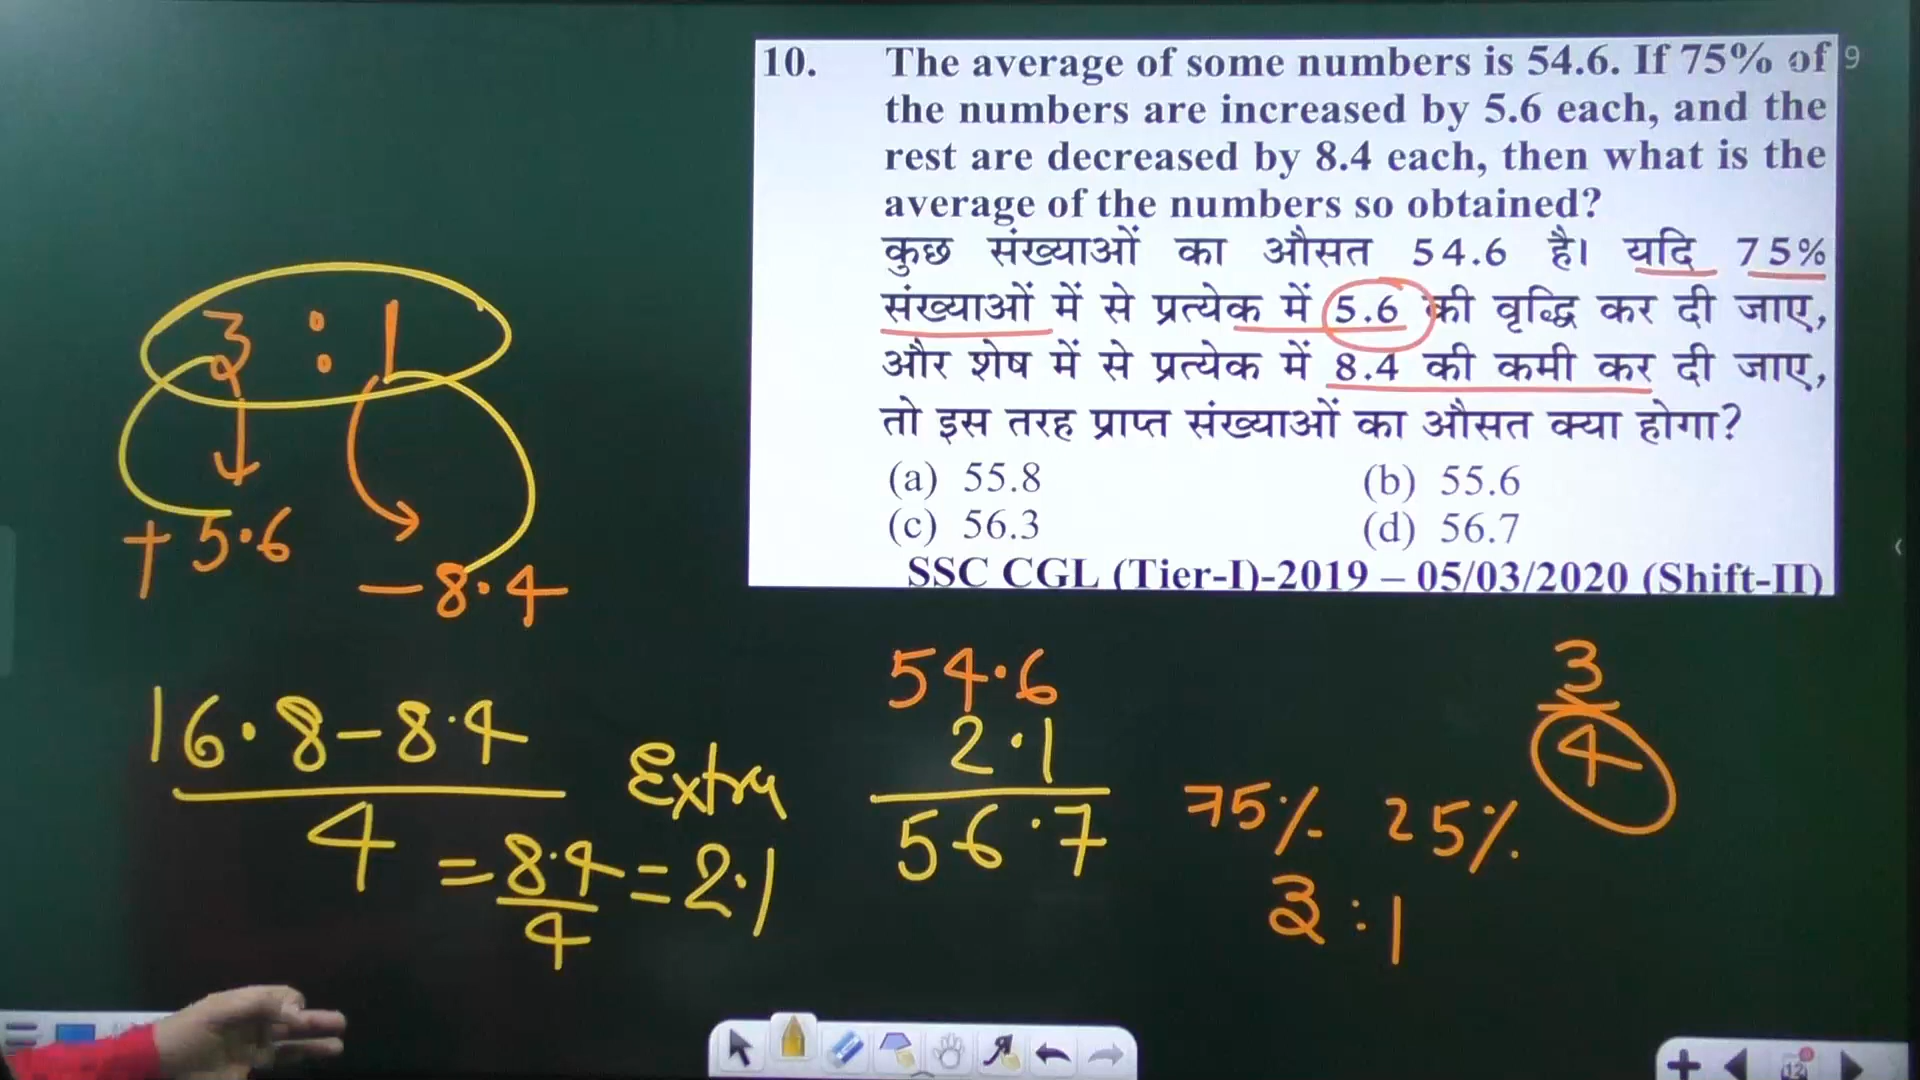 10. The average of some numbers is 54.6. If 75% of
the numbers are increased by 5.6 each, and the
rest are decreased by 8.4 each, then what is the
average of the numbers so obtained?
कुछ संख्याओं का औसत 54.6 है। यदि 75%
संख्याओं में से प्रत्येक में 5.6 की वृद्धि कर दी जाए,
और शेष में से प्रत्येक में 8.4 की कमी कर दी जाए,
तो इस तरह प्राप्त संख्याओं का औसत क्या होगा?
(a) 55.8 (b) 55.6
(c) 56.3 (d) 56.7
SSC CGL (Tier-I)-2019 – 05/03/2020 (Shift-II)
9
3 : 1
+ 5.6
- 8.4
16.8-8.4
4
= 8.4
4
= 2.1
Extra
54.6
2.1
56.7
75% 25%
3 : 1
3
4
12